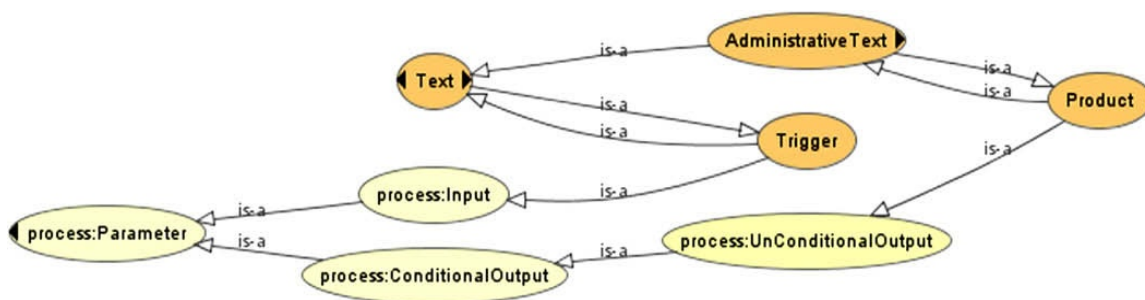 AdministrativeText
is-a
is-a
Text
is-a
Product
is-a
is-a
Trigger
is-a
process:Input
is-a
is-a
process:Parameter
is-a
process:UnConditionalOutput
is-a
process:ConditionalOutput